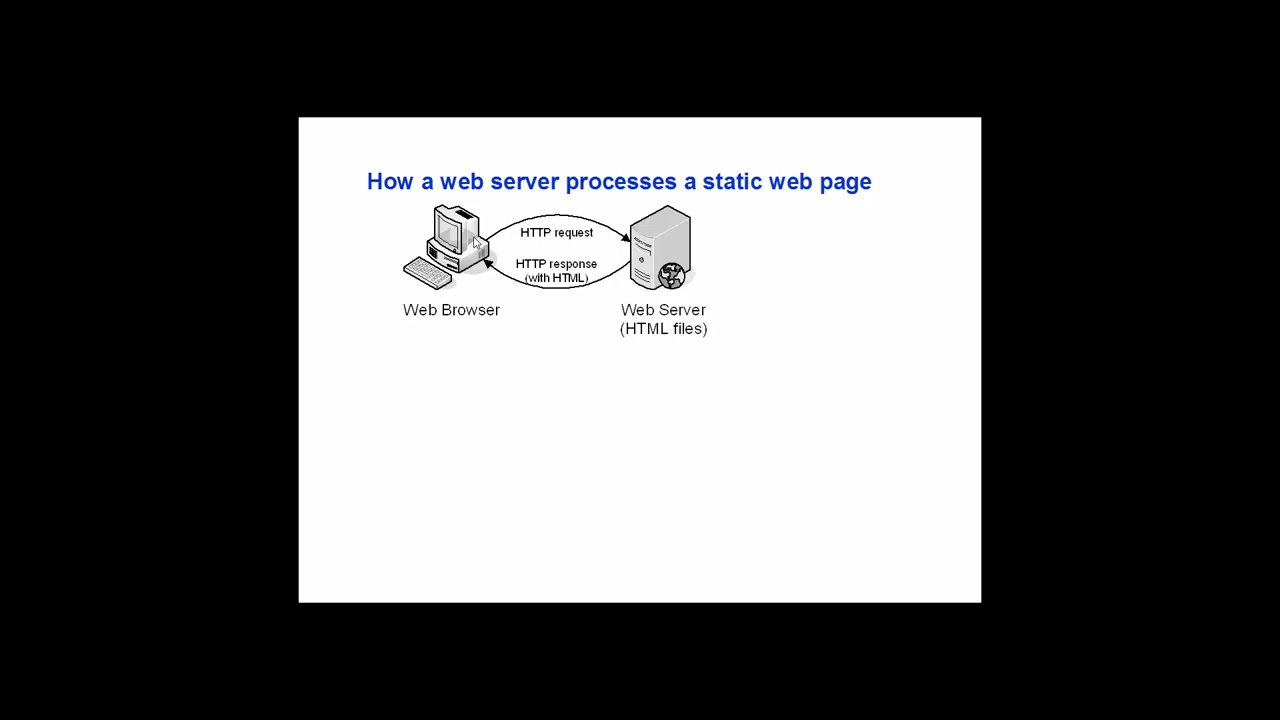 How a web server processes a static web page
HTTP request
HTTP response
(with HTML)
Web Browser
Web Server
(HTML files)